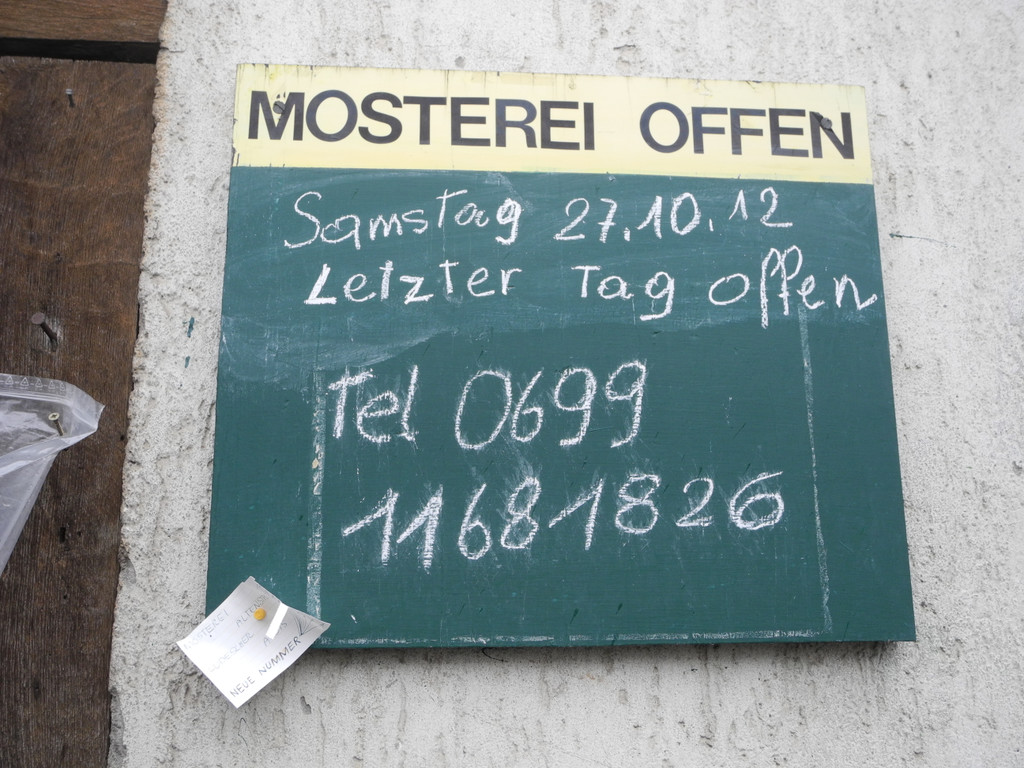 MOSTEREI OFFEN
Samstag 27.10.12
Letzter Tag offen
Tel 0699
11681826
NEUE NUMMER